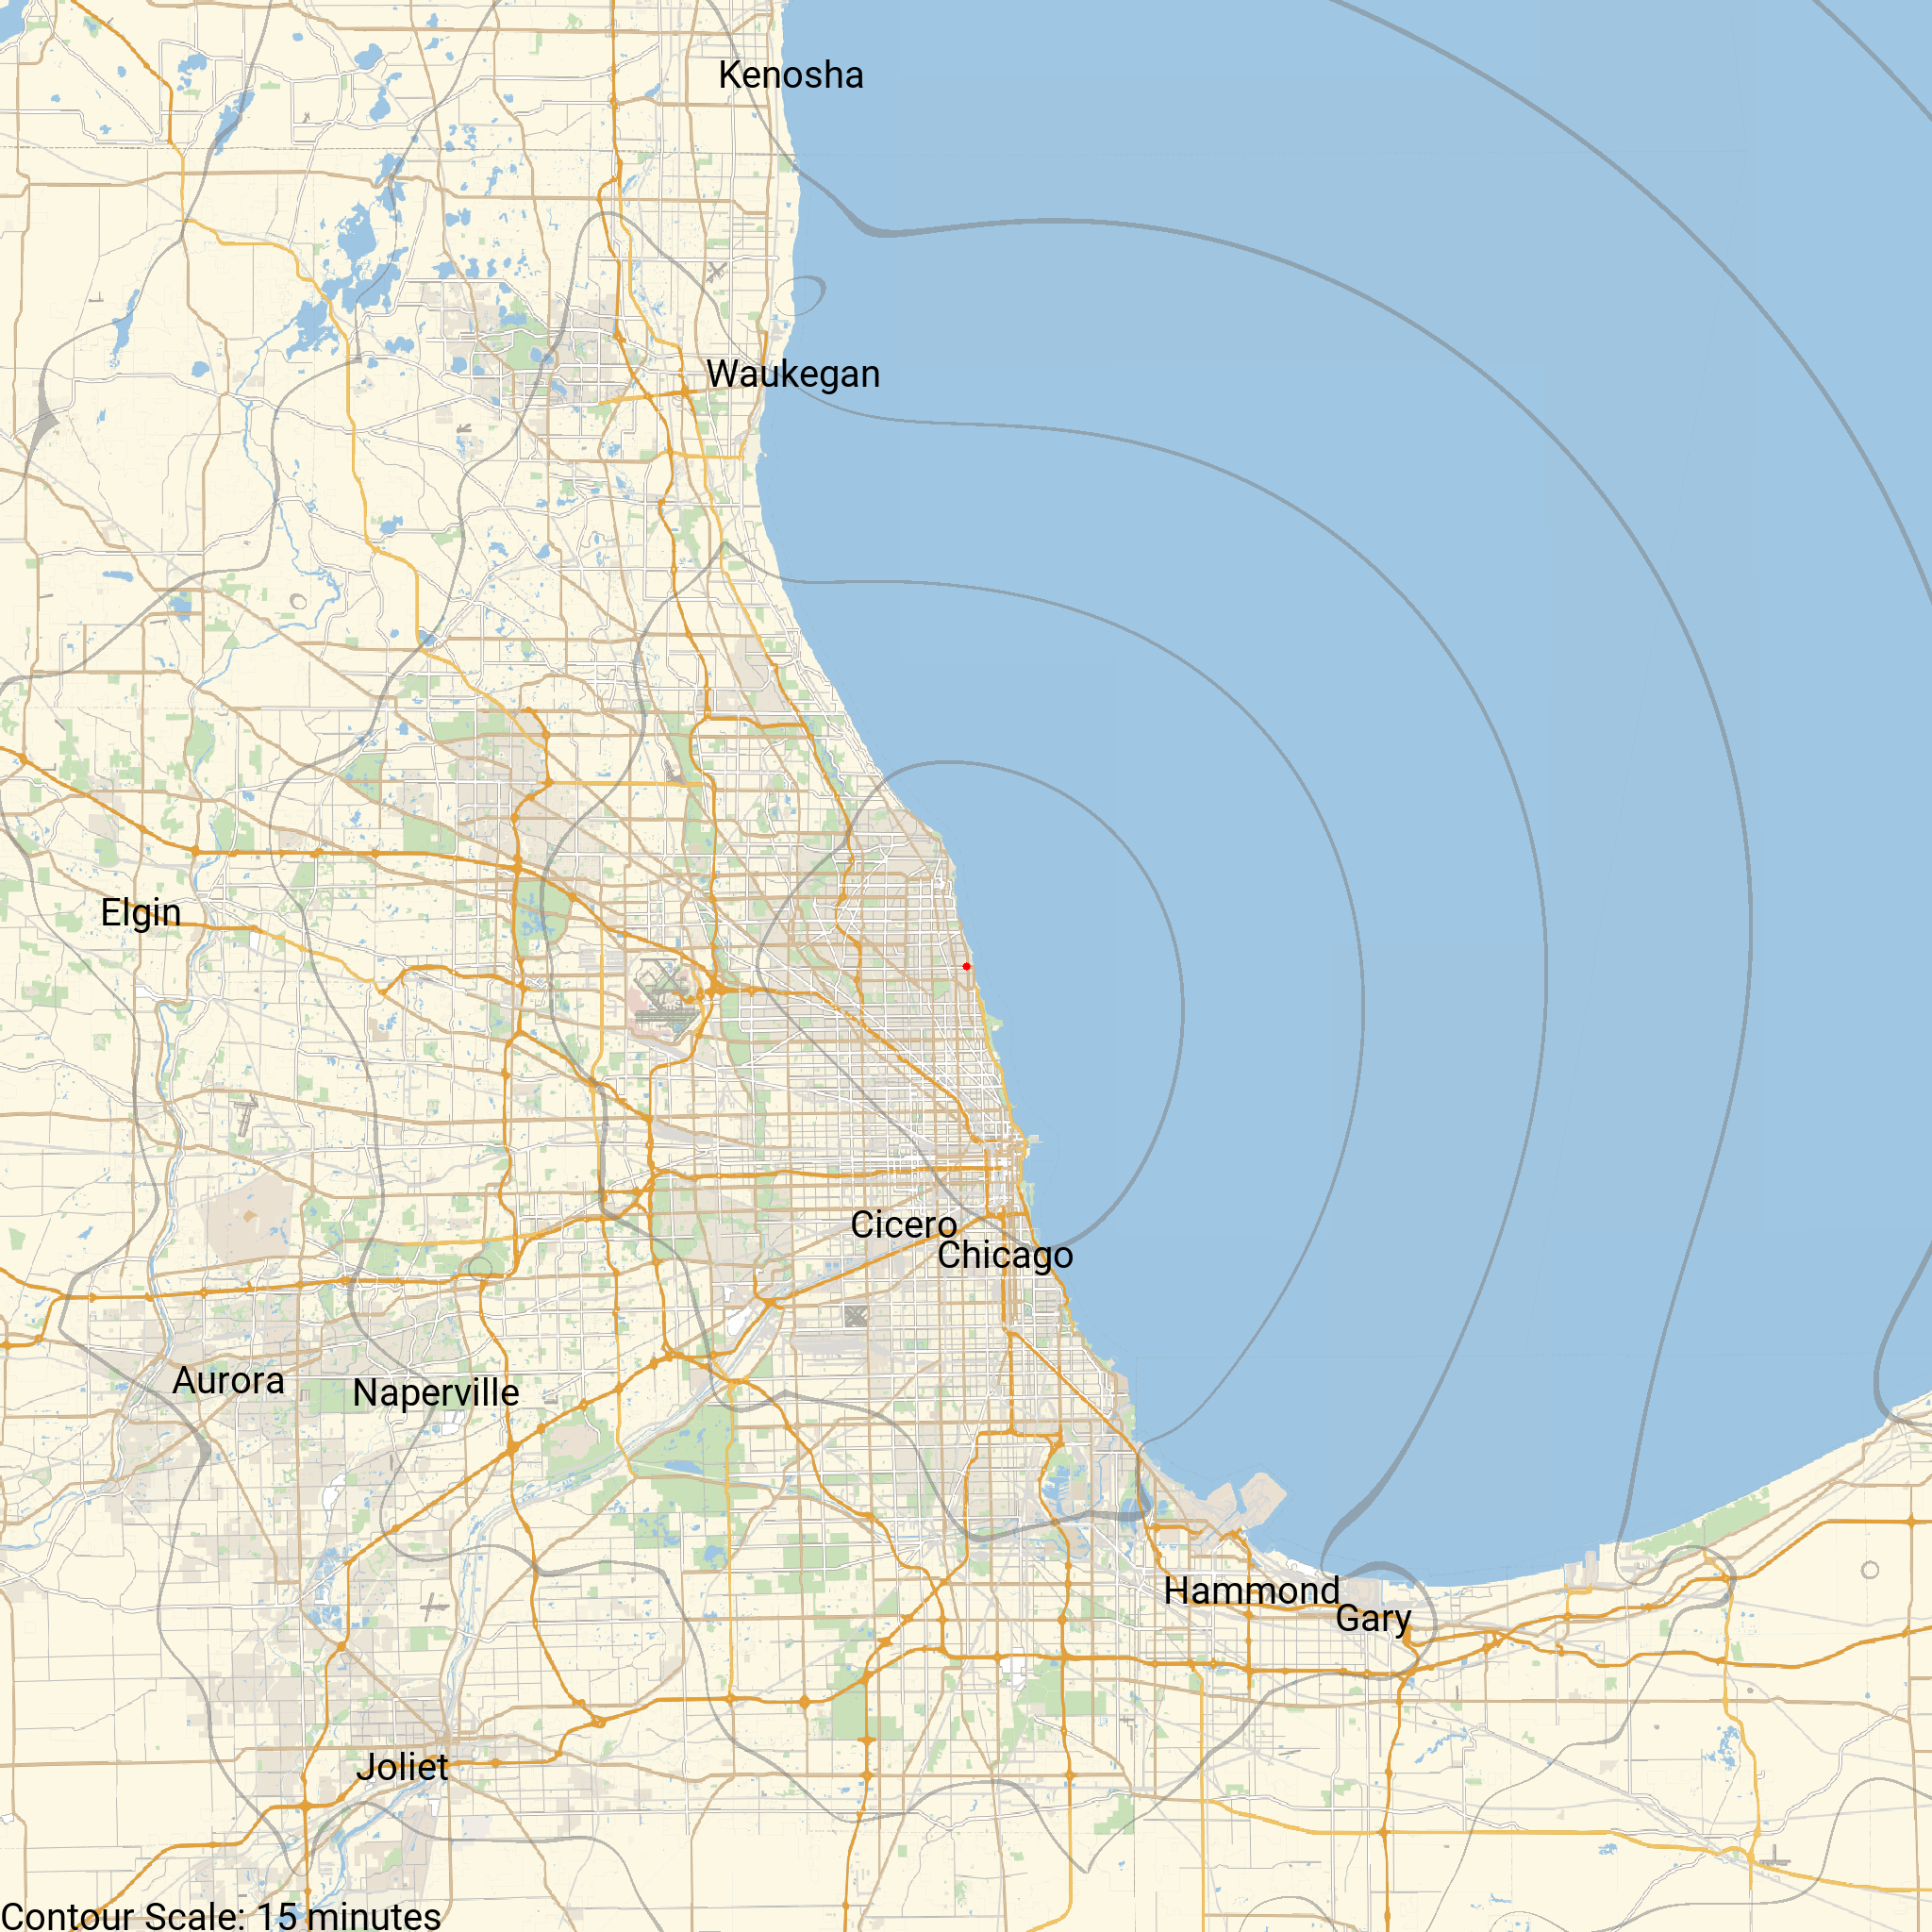 Kenosha
Waukegan
Elgin
Cicero
Chicago
Aurora
Naperville
Hammond
Gary
Joliet
Contour Scale: 15 minutes